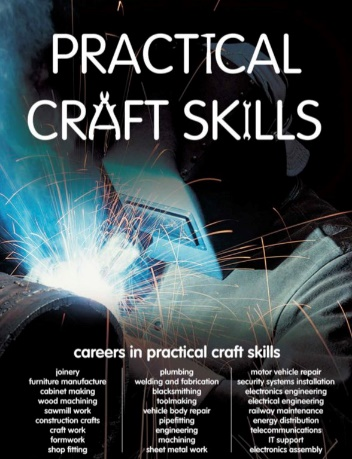 PRACTICAL
CRAFT SKILLS
careers in practical craft skills
joinery
furniture manufacture
cabinet making
wood machining
sawmill work
construction crafts
craft work
formwork
shop fitting
plumbing
welding and fabrication
blacksmithing
toolmaking
vehicle body repair
pipefitting
engineering
machining
sheet metal work
motor vehicle repair
security systems installation
electronics engineering
electrical engineering
railway maintenance
energy distribution
telecommunications
IT support
electronics assembly